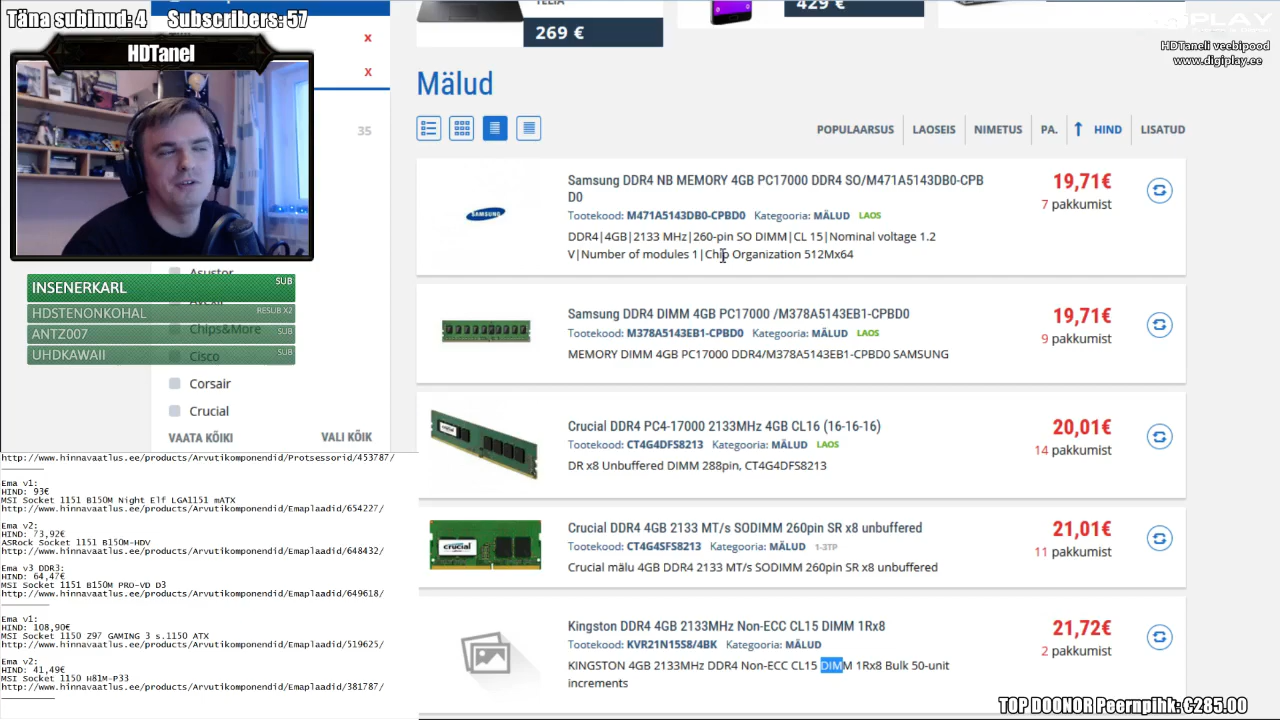 Täna subinud: 4 Subscribers: 57
HDTanel
x
x
35
INSENERKARL SUB
HDSTENONKOHAL RESUB X2
ANTZ007 SUB
UHDKAWAII SUB
Asustor
Chips&More
Cisco
Corsair
Crucial
VAATA KÕIKI VALI KÕIK
http://www.hinnavaatlus.ee/products/Arvutikomponendid/Protsessorid/453787/
Ema v1:
HIND: 93€
MSI Socket 1151 B150M Night Elf LGA1151 mATX
http://www.hinnavaatlus.ee/products/Arvutikomponendid/Emaplaadid/654227/
Ema v2:
HIND: 73,92€
ASRock Socket 1151 B150M-HDV
http://www.hinnavaatlus.ee/products/Arvutikomponendid/Emaplaadid/648432/
Ema v3 DDR3:
HIND: 64,47€
MSI Socket 1151 B150M PRO-VD D3
http://www.hinnavaatlus.ee/products/Arvutikomponendid/Emaplaadid/649618/
Ema v1:
HIND: 108,90€
MSI Socket 1150 Z97 GAMING 3 s.1150 ATX
http://www.hinnavaatlus.ee/products/Arvutikomponendid/Emaplaadid/519625/
Ema v2:
HIND: 41,49€
MSI Socket 1150 H81M-P33
http://www.hinnavaatlus.ee/products/Arvutikomponendid/Emaplaadid/381787/
TELIA
269 €
429 €
HDTaneli veebipood
www.digiplay.ee
Mälud
POPULAARSUS LAOSEIS NIMETUS PA. HIND LISATUD
Samsung DDR4 NB MEMORY 4GB PC17000 DDR4 SO/M471A5143DB0-CPB
D0
Tootekood: M471A5143DB0-CPBD0 Kategooria: MÄLUD LAOS
DDR4|4GB|2133 MHz|260-pin SO DIMM|CL 15|Nominal voltage 1.2
V|Number of modules 1|Chip Organization 512Mx64
19,71€
7 pakkumist
SAMSUNG
Samsung DDR4 DIMM 4GB PC17000 /M378A5143EB1-CPBD0
Tootekood: M378A5143EB1-CPBD0 Kategooria: MÄLUD LAOS
MEMORY DIMM 4GB PC17000 DDR4/M378A5143EB1-CPBD0 SAMSUNG
19,71€
9 pakkumist
Crucial DDR4 PC4-17000 2133MHz 4GB CL16 (16-16-16)
Tootekood: CT4G4DFS8213 Kategooria: MÄLUD LAOS
DR x8 Unbuffered DIMM 288pin, CT4G4DFS8213
20,01€
14 pakkumist
Crucial DDR4 4GB 2133 MT/s SODIMM 260pin SR x8 unbuffered
Tootekood: CT4G4SFS8213 Kategooria: MÄLUD 1-3TP
Crucial mälu 4GB DDR4 2133 MT/s SODIMM 260pin SR x8 unbuffered
21,01€
11 pakkumist
crucial
Kingston DDR4 4GB 2133MHz Non-ECC CL15 DIMM 1Rx8
Tootekood: KVR21N15S8/4BK Kategooria: MÄLUD
KINGSTON 4GB 2133MHz DDR4 Non-ECC CL15 DIMM 1Rx8 Bulk 50-unit
increments
21,72€
2 pakkumist
TOP DOONOR Peernpihk: €285.00